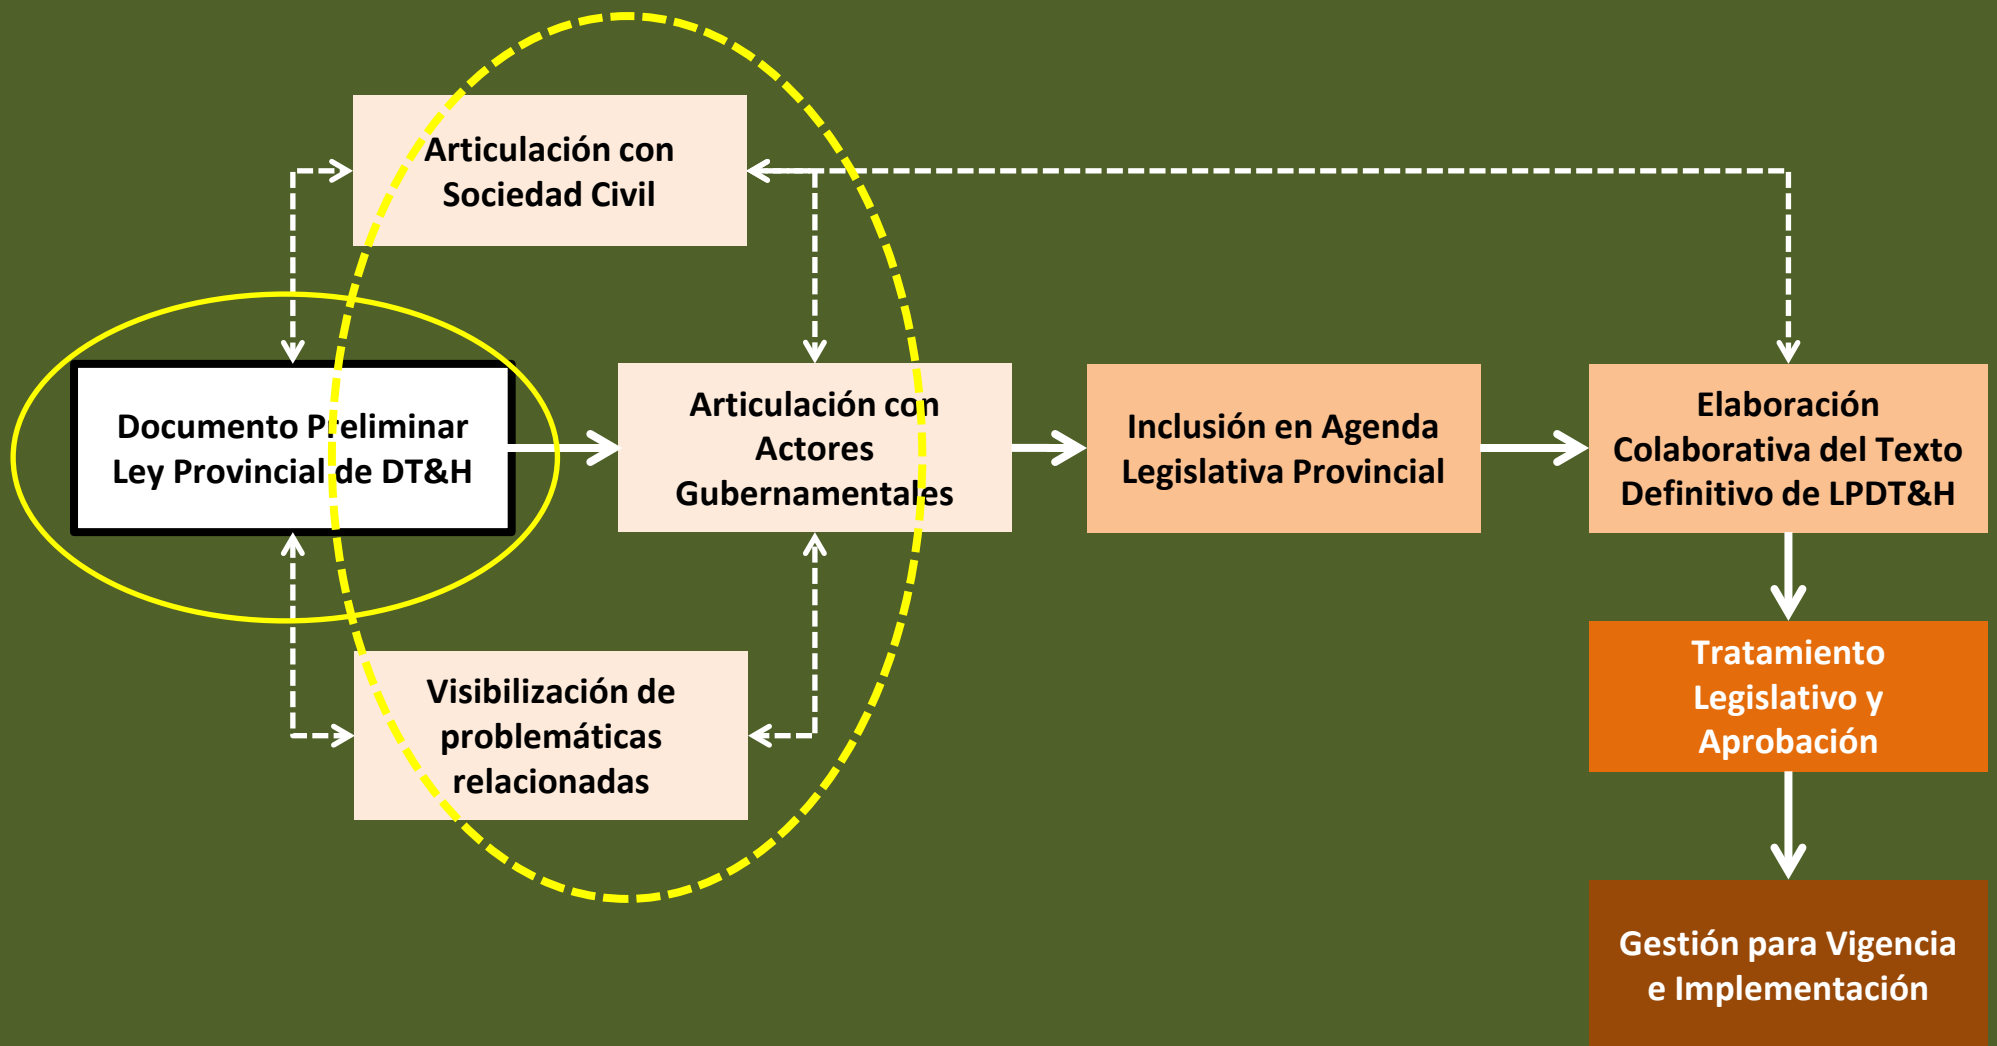 Articulación con
Sociedad Civil
Documento Preliminar
Ley Provincial de DT&H
Articulación con
Actores
Gubernamentales
Inclusión en Agenda
Legislativa Provincial
Elaboración
Colaborativa del Texto
Definitivo de LPDT&H
Visibilización de
problemáticas
relacionadas
Tratamiento
Legislativo y
Aprobación
Gestión para Vigencia
e Implementación